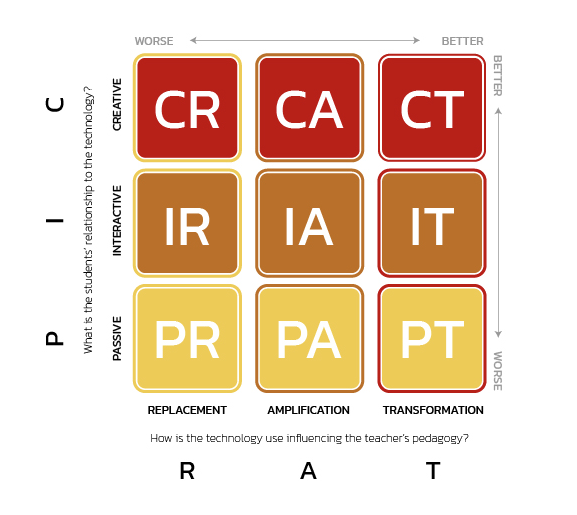 WORSE
BETTER
BETTER
WORSE
C
I
P
What is the students' relationship to the technology?
CREATIVE
INTERACTIVE
PASSIVE
CR
CA
CT
IR
IA
IT
PR
PA
PT
REPLACEMENT
AMPLIFICATION
TRANSFORMATION
How is the technology use influencing the teacher's pedagogy?
R
A
T